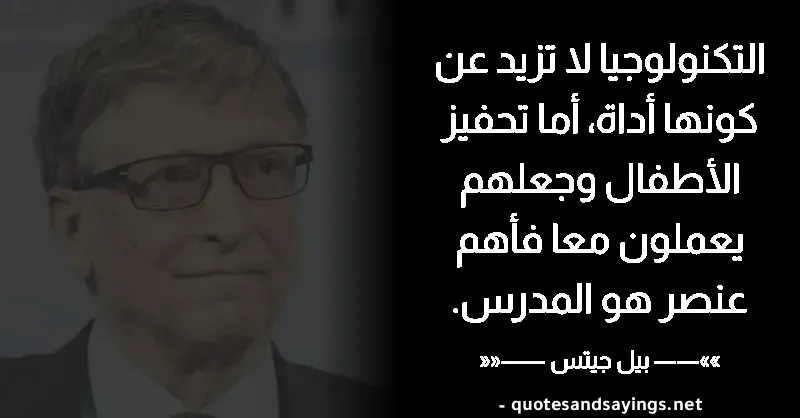 التكنولوجيا لا تزيد عن
كونها أداة، أما تحفيز
الأطفال وجعلهم
يعملون معا فأهم
عنصر هو المدرس.
»»—— بيل جيتس ——««
- quotesandsayings.net